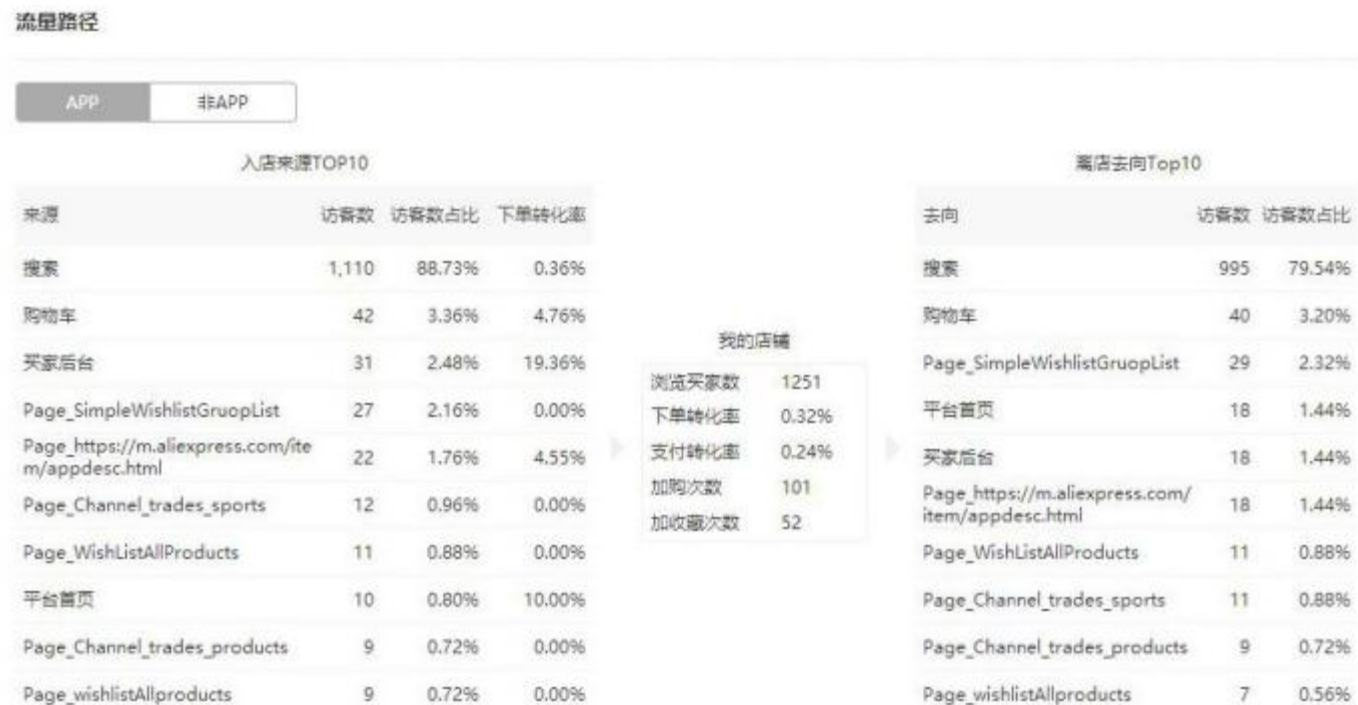 流量路径
APP 非APP
入店来源TOP10
来源 访客数 访客数占比 下单转化率
搜索 1,110 88.73% 0.36%
购物车 42 3.36% 4.76%
买家后台 31 2.48% 19.36%
Page_SimpleWishlistGruopList 27 2.16% 0.00%
Page_https://m.aliexpress.com/ite
m/appdesc.html 22 1.76% 4.55%
Page_Channel_trades_sports 12 0.96% 0.00%
Page_WishListAllProducts 11 0.88% 0.00%
平台首页 10 0.80% 10.00%
Page_Channel_trades_products 9 0.72% 0.00%
Page_wishlistAllproducts 9 0.72% 0.00%
我的店铺
浏览买家数 1251
下单转化率 0.32%
支付转化率 0.24%
加购次数 101
加收藏次数 52
离店去向Top10
去向 访客数 访客数占比
搜索 995 79.54%
购物车 40 3.20%
Page_SimpleWishlistGruopList 29 2.32%
平台首页 18 1.44%
买家后台 18 1.44%
Page_https://m.aliexpress.com/
item/appdesc.html 18 1.44%
Page_WishListAllProducts 11 0.88%
Page_Channel_trades_sports 11 0.88%
Page_Channel_trades_products 9 0.72%
Page_wishlistAllproducts 7 0.56%